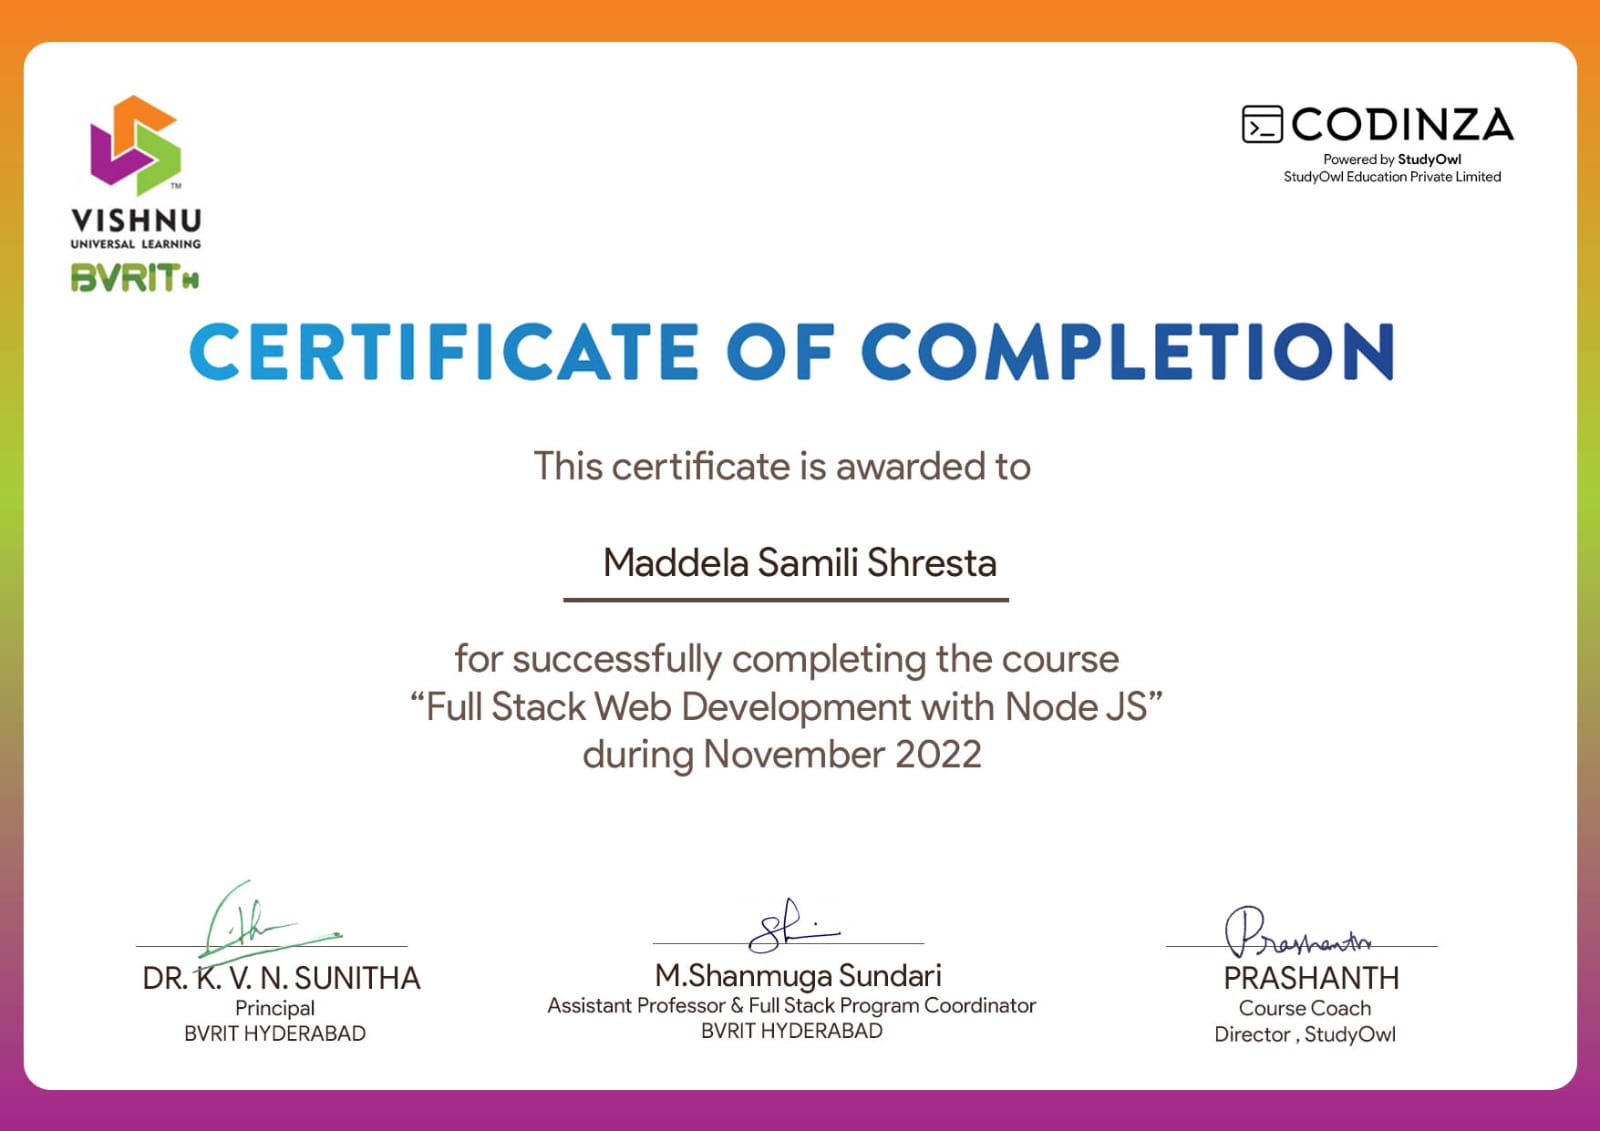 VISHNU
UNIVERSAL LEARNING
BVRITH
CODINZA
Powered by StudyOwl
StudyOwl Education Private Limited
CERTIFICATE OF COMPLETION
This certificate is awarded to
Maddela Samili Shresta
for successfully completing the course
“Full Stack Web Development with Node JS”
during November 2022
Prashanth
DR. K. V. N. SUNITHA
Principal
BVRIT HYDERABAD
M.Shanmuga Sundari
Assistant Professor & Full Stack Program Coordinator
BVRIT HYDERABAD
PRASHANTH
Course Coach
Director , StudyOwl